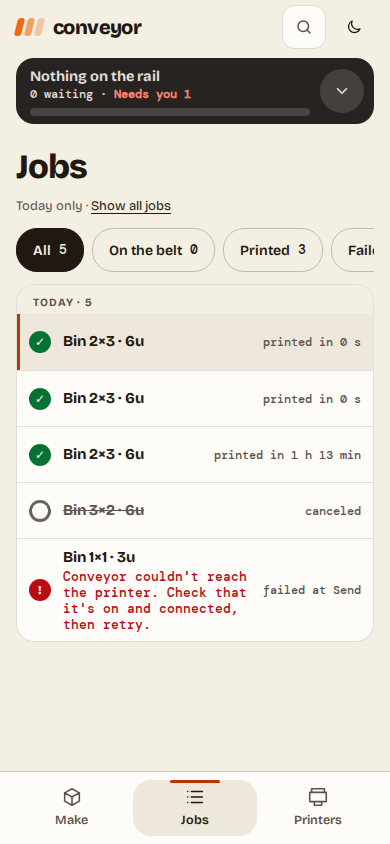 conveyor
Nothing on the rail
0 waiting · Needs you 1
Jobs
Today only · Show all jobs
All 5 On the belt 0 Printed 3
TODAY · 5
Bin 2×3 · 6u printed in 0 s
Bin 2×3 · 6u printed in 0 s
Bin 2×3 · 6u printed in 1 h 13 min
Bin 3×2 · 6u canceled
Bin 1×1 · 3u
Conveyor couldn't reach
the printer. Check that
it's on and connected,
then retry.
failed at Send
Make Jobs Printers